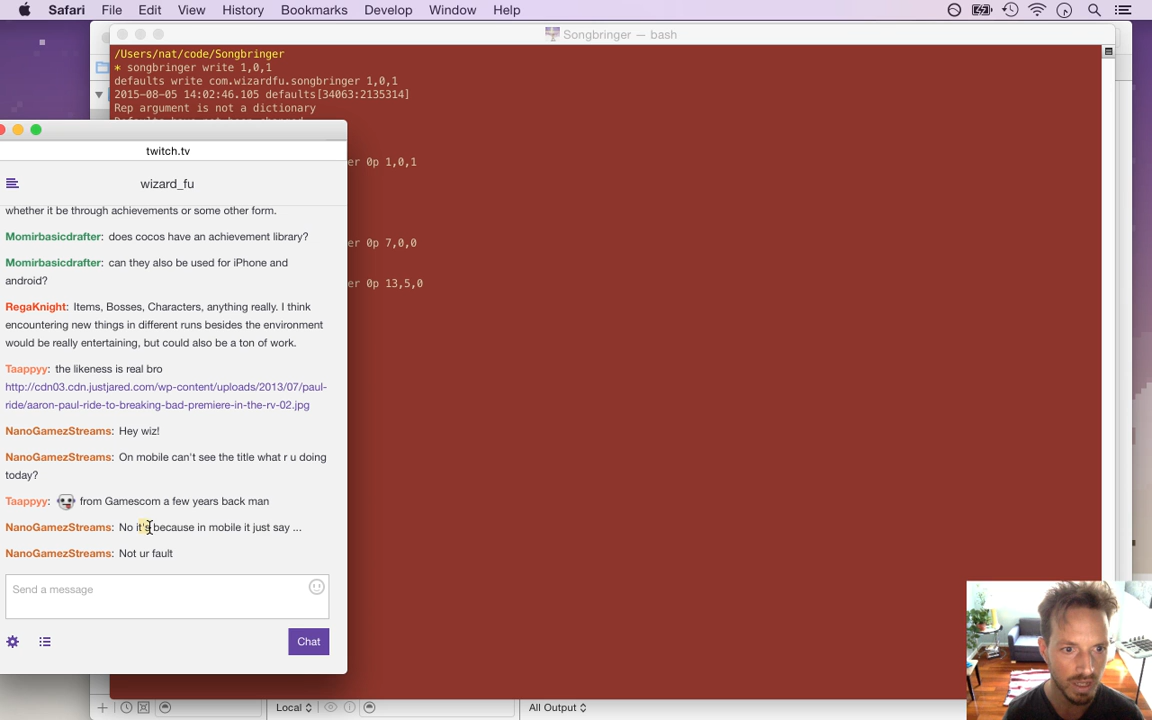 Safari File Edit View History Bookmarks Develop Window Help
Songbringer — bash
/Users/nat/code/Songbringer
* songbringer write 1,0,1
defaults write com.wizardfu.songbringer 1,0,1
2015-08-05 14:02:46.105 defaults[34063:2135314]
Rep argument is not a dictionary
er 0p 1,0,1
er 0p 7,0,0
er 0p 13,5,0
twitch.tv
wizard_fu
whether it be through achievements or some other form.
Momirbasicdrafter: does cocos have an achievement library?
Momirbasicdrafter: can they also be used for iPhone and
android?
RegaKnight: Items, Bosses, Characters, anything really. I think
encountering new things in different runs besides the environment
would be really entertaining, but could also be a ton of work.
Taappyy: the likeness is real bro
http://cdn03.cdn.justjared.com/wp-content/uploads/2013/07/paul-
ride/aaron-paul-ride-to-breaking-bad-premiere-in-the-rv-02.jpg
NanoGamezStreams: Hey wiz!
NanoGamezStreams: On mobile can't see the title what r u doing
today?
Taappyy: from Gamescom a few years back man
NanoGamezStreams: No it's because in mobile it just say ...
NanoGamezStreams: Not ur fault
Send a message
Chat
Local
All Output